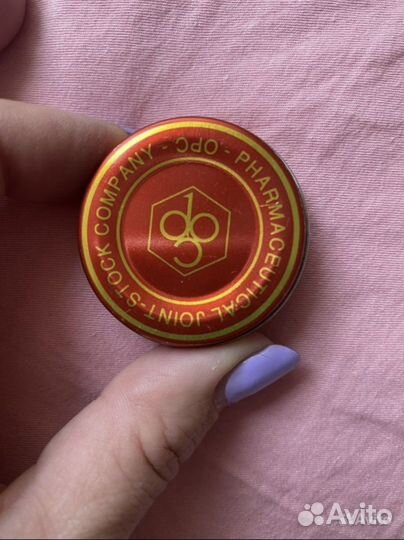 PHARMACEUTICAL JOINT-STOCK COMPANY - OPC -
Avito